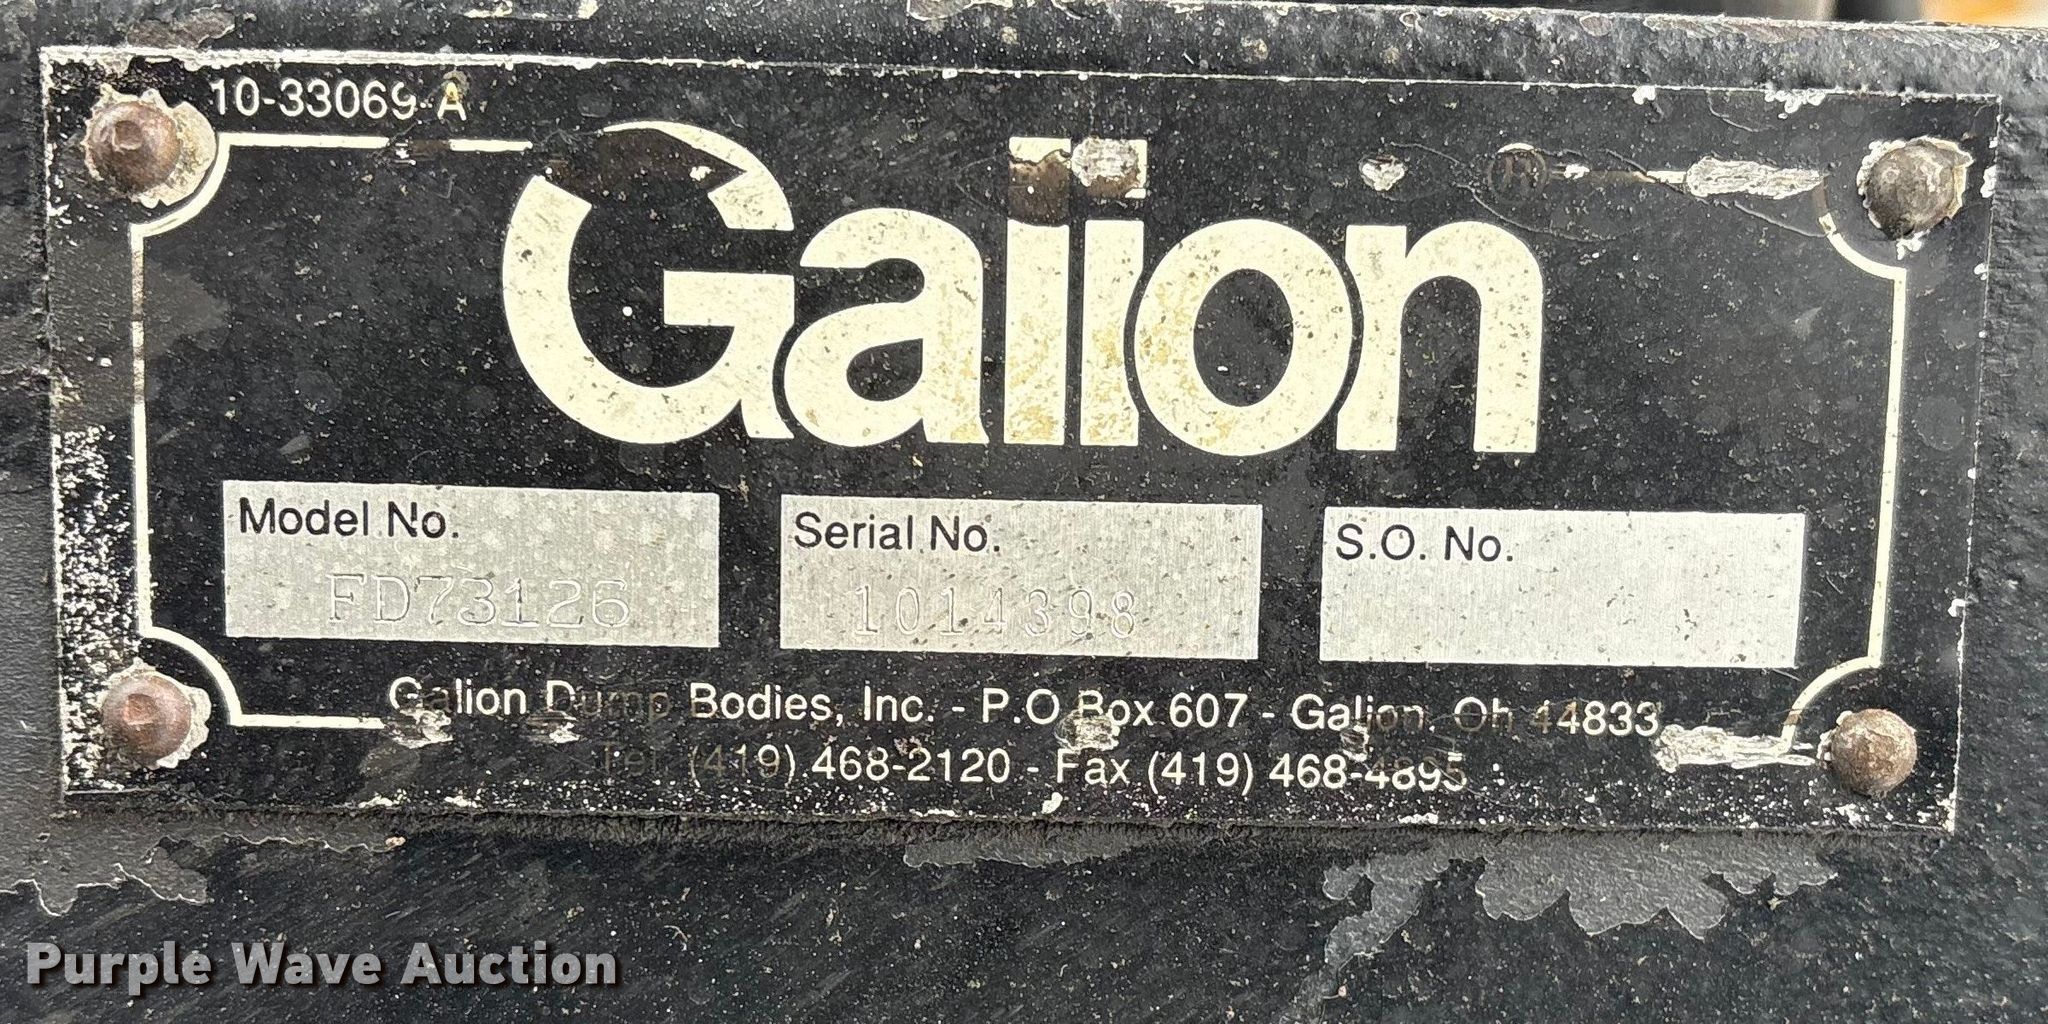 10-33069-A
Galion
Model No.
FD73126
Serial No.
1014398
S.O. No.
Galion Dump Bodies, Inc. - P.O Box 607 - Galion, Oh 44833
Tel. (419) 468-2120 - Fax (419) 468-4895
Purple Wave Auction